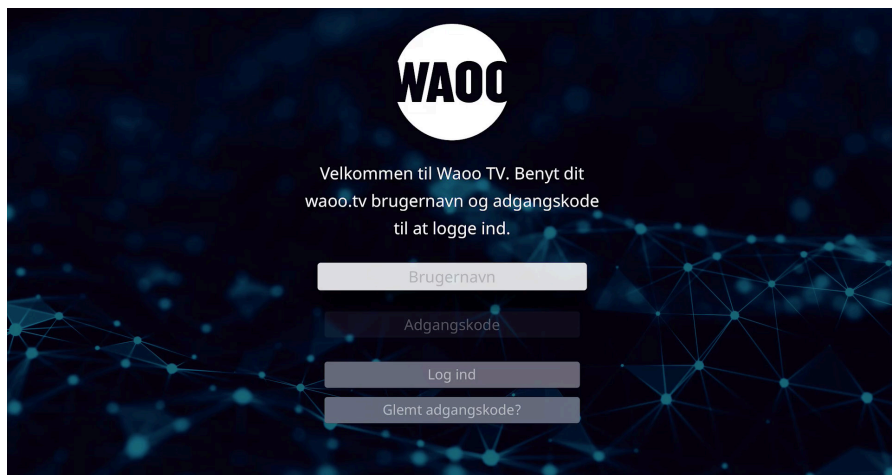 WAOO
Velkommen til Waoo TV. Benyt dit
waoo.tv brugernavn og adgangskode
til at logge ind.
Brugernavn
Adgangskode
Log ind
Glemt adgangskode?